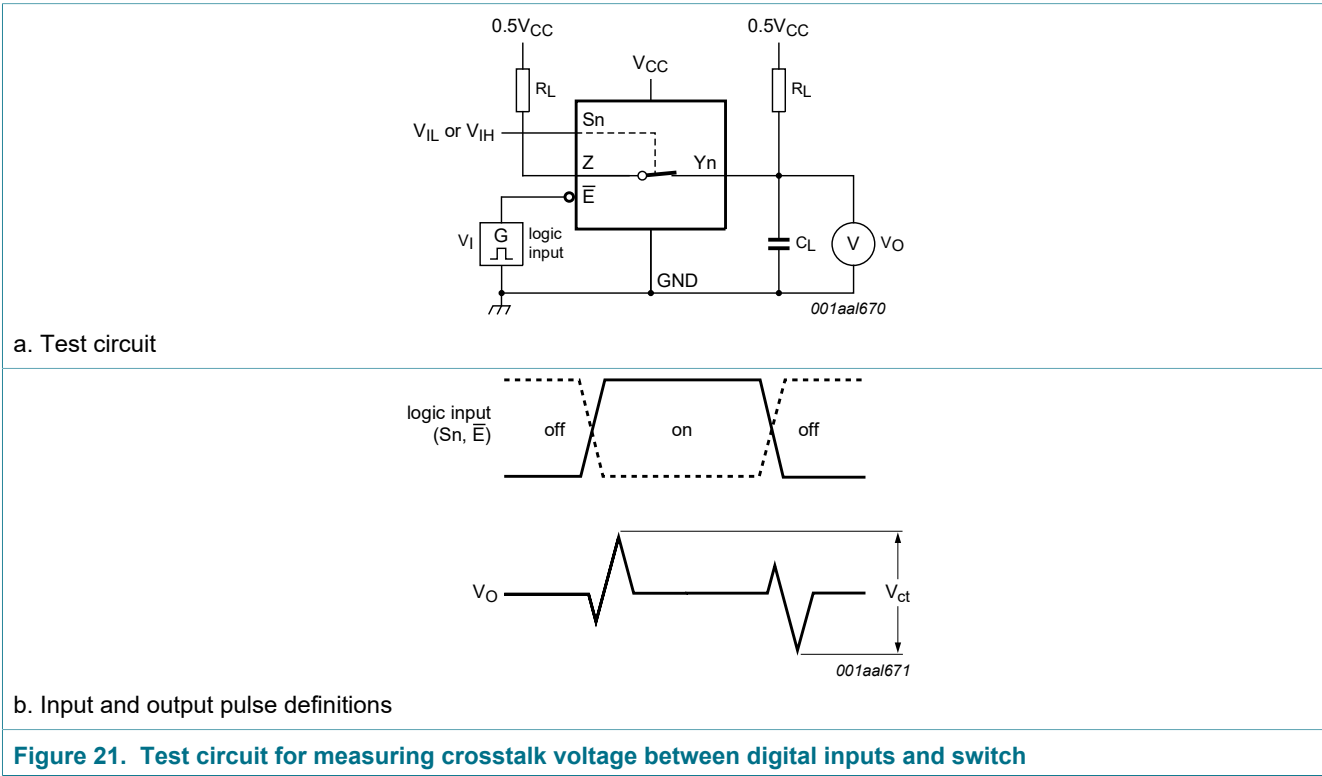 0.5VCC
0.5VCC
VCC
RL
RL
Sn
VIL or VIH
Z
Yn
E̅
VI
G
logic
input
CL
V
VO
GND
001aal670
a. Test circuit
logic input
(Sn, E̅)
off
on
off
VO
Vct
001aal671
b. Input and output pulse definitions
Figure 21. Test circuit for measuring crosstalk voltage between digital inputs and switch